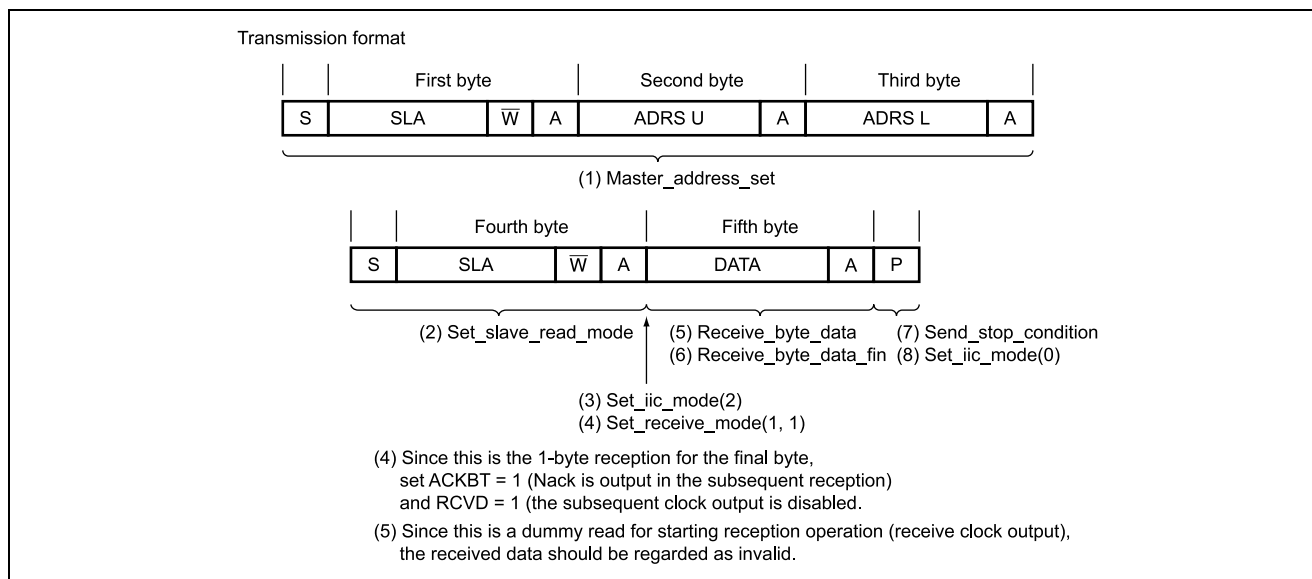 Transmission format
First byte Second byte Third byte
S SLA W̅ A ADRS U A ADRS L A
(1) Master_address_set
Fourth byte Fifth byte
S SLA W̅ A DATA A P
(2) Set_slave_read_mode (5) Receive_byte_data (7) Send_stop_condition
(6) Receive_byte_data_fin (8) Set_iic_mode(0)
(3) Set_iic_mode(2)
(4) Set_receive_mode(1, 1)
(4) Since this is the 1-byte reception for the final byte,
set ACKBT = 1 (Nack is output in the subsequent reception)
and RCVD = 1 (the subsequent clock output is disabled.
(5) Since this is a dummy read for starting reception operation (receive clock output),
the received data should be regarded as invalid.